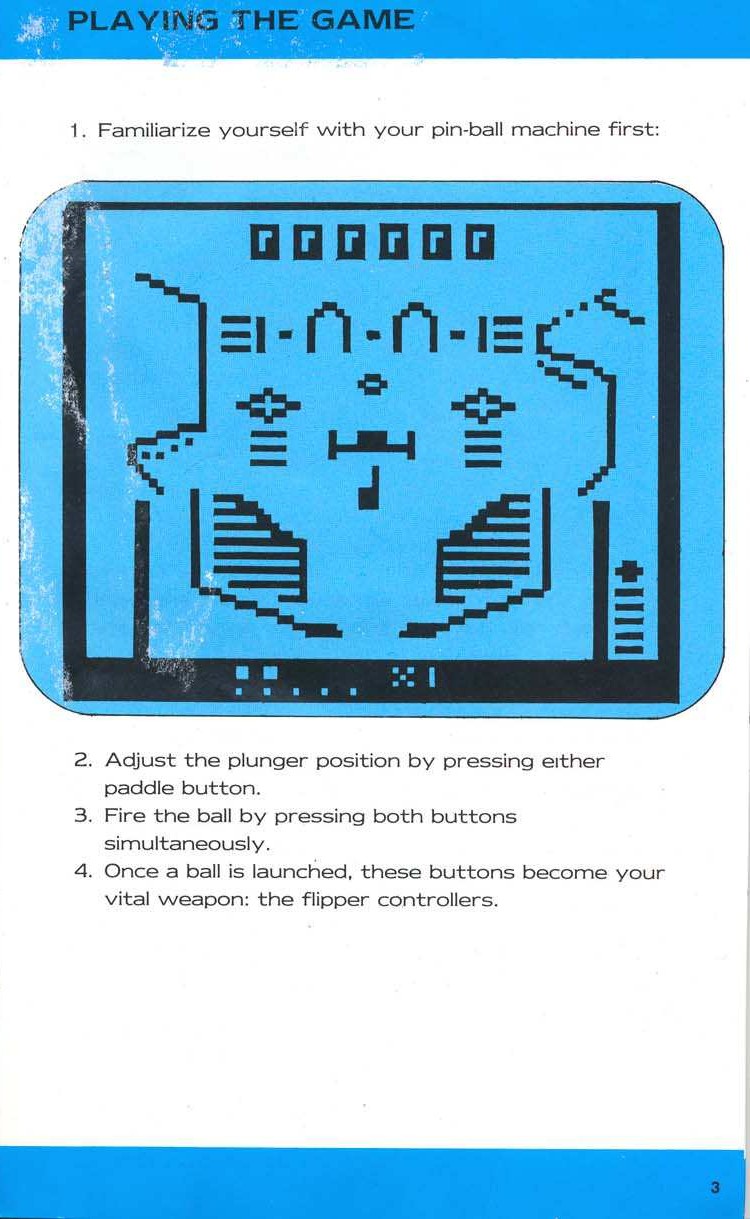 PLAYING THE GAME
1. Familiarize yourself with your pin-ball machine first:
000000
X1
2. Adjust the plunger position by pressing either
paddle button.
3. Fire the ball by pressing both buttons
simultaneously.
4. Once a ball is launched, these buttons become your
vital weapon: the flipper controllers.
3